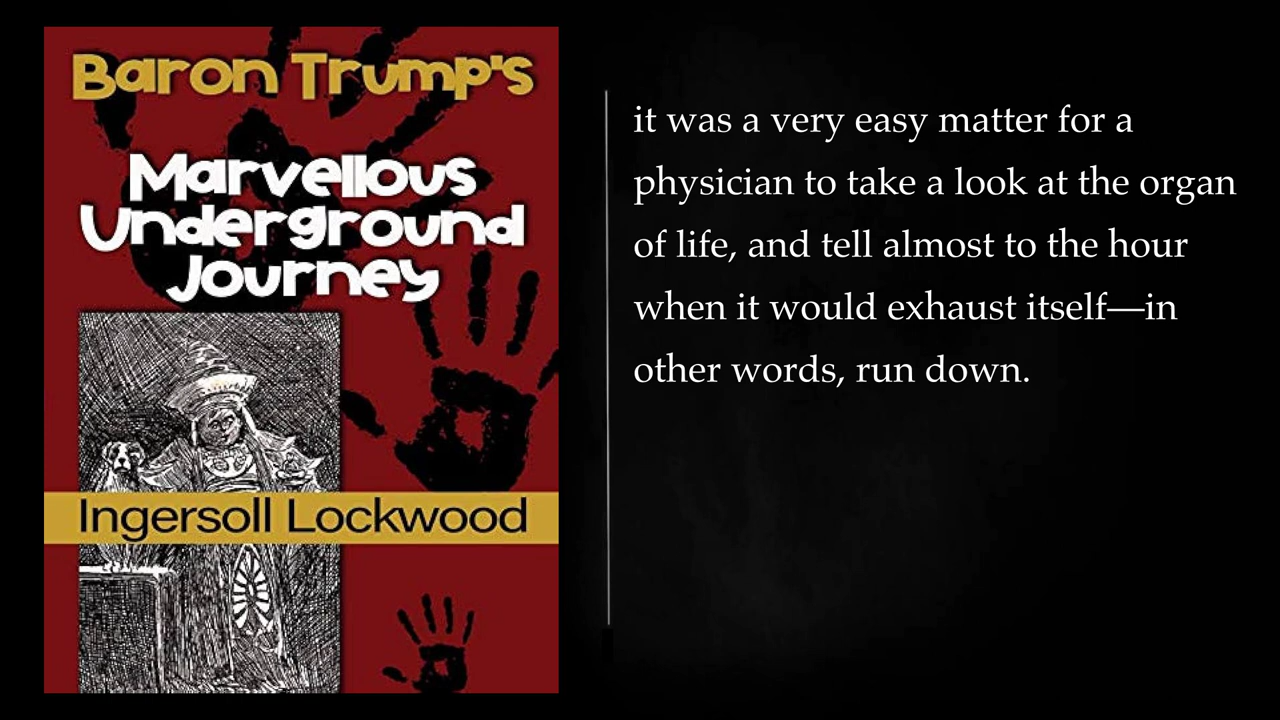 Baron Trump's
Marvellous
Underground
Journey
Ingersoll Lockwood
it was a very easy matter for a
physician to take a look at the organ
of life, and tell almost to the hour
when it would exhaust itself—in
other words, run down.